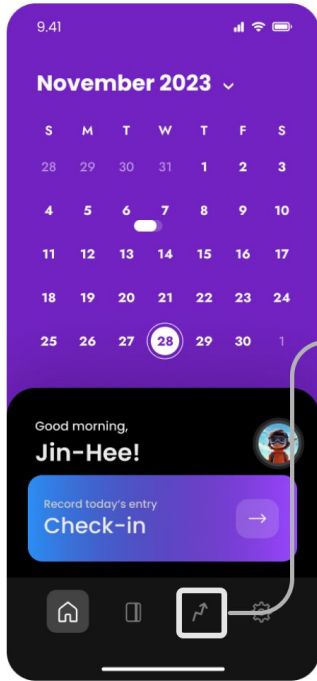 9.41
November 2023
S M T W T F S
28 29 30 31 1 2 3
4 5 6 7 8 9 10
11 12 13 14 15 16 17
18 19 20 21 22 23 24
25 26 27 28 29 30 1
Good morning,
Jin-Hee!
Record today's entry
Check-in